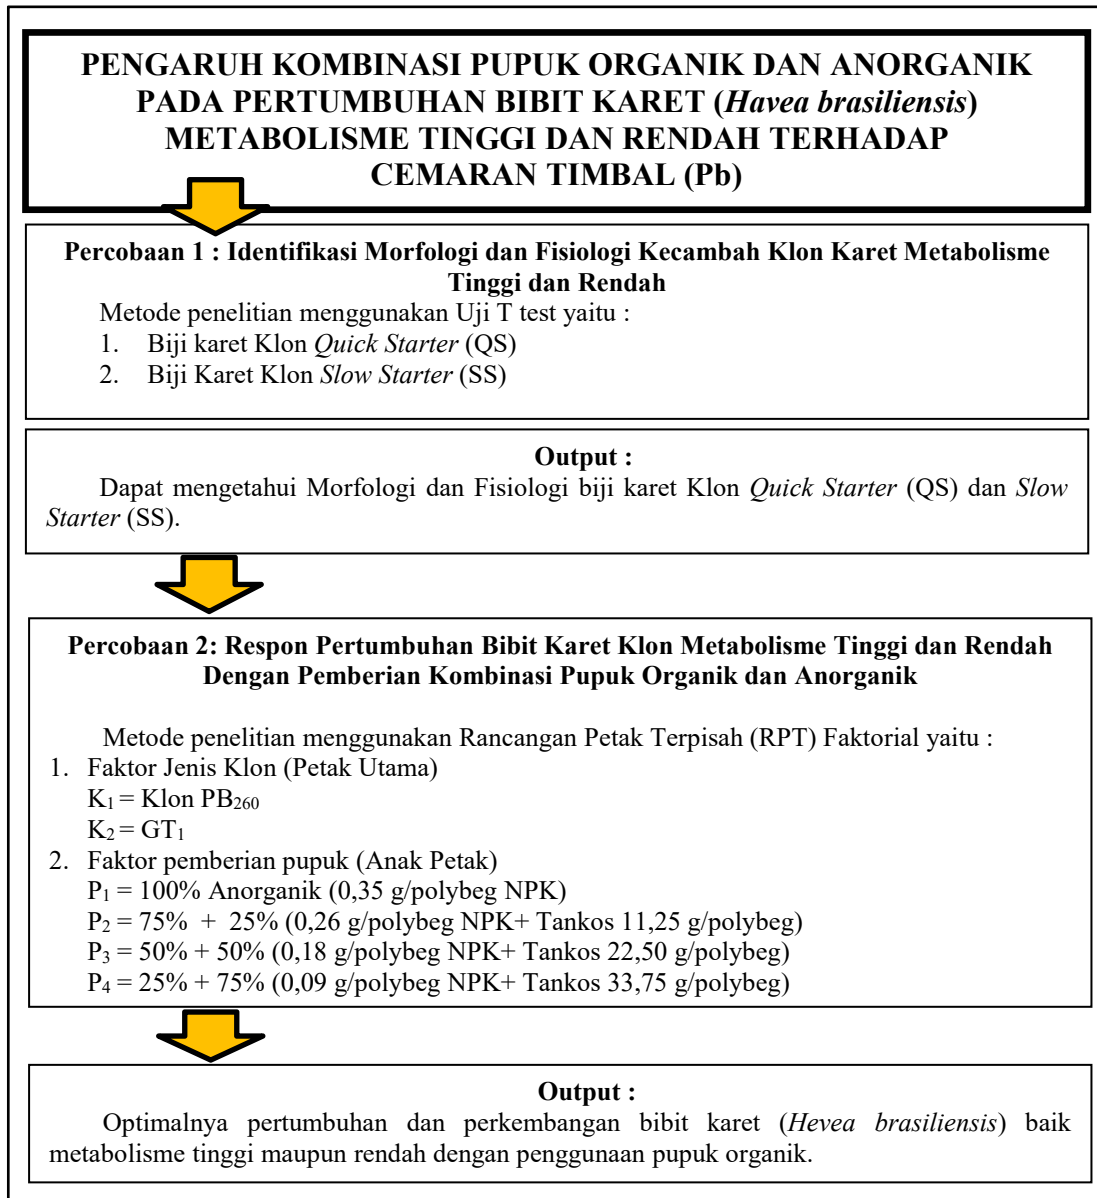 PENGARUH KOMBINASI PUPUK ORGANIK DAN ANORGANIK
PADA PERTUMBUHAN BIBIT KARET (Havea brasiliensis)
METABOLISME TINGGI DAN RENDAH TERHADAP
CEMARAN TIMBAL (Pb)
Percobaan 1 : Identifikasi Morfologi dan Fisiologi Kecambah Klon Karet Metabolisme
Tinggi dan Rendah
Metode penelitian menggunakan Uji T test yaitu :
1. Biji karet Klon Quick Starter (QS)
2. Biji Karet Klon Slow Starter (SS)
Output :
Dapat mengetahui Morfologi dan Fisiologi biji karet Klon Quick Starter (QS) dan Slow
Starter (SS).
Percobaan 2: Respon Pertumbuhan Bibit Karet Klon Metabolisme Tinggi dan Rendah
Dengan Pemberian Kombinasi Pupuk Organik dan Anorganik
Metode penelitian menggunakan Rancangan Petak Terpisah (RPT) Faktorial yaitu :
1. Faktor Jenis Klon (Petak Utama)
K₁ = Klon PB₂₆₀
K₂ = GT₁
2. Faktor pemberian pupuk (Anak Petak)
P₁ = 100% Anorganik (0,35 g/polybeg NPK)
P₂ = 75% + 25% (0,26 g/polybeg NPK+ Tankos 11,25 g/polybeg)
P₃ = 50% + 50% (0,18 g/polybeg NPK+ Tankos 22,50 g/polybeg)
P₄ = 25% + 75% (0,09 g/polybeg NPK+ Tankos 33,75 g/polybeg)
Output :
Optimalnya pertumbuhan dan perkembangan bibit karet (Hevea brasiliensis) baik
metabolisme tinggi maupun rendah dengan penggunaan pupuk organik.